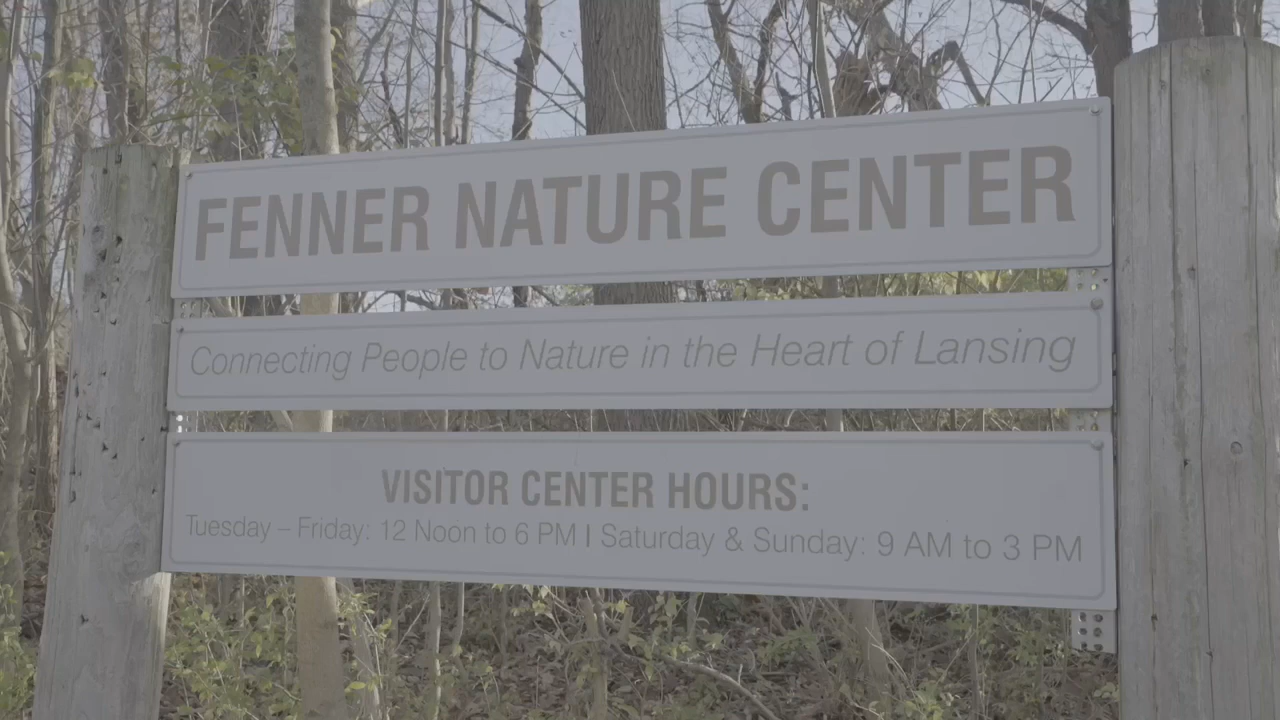 FENNER NATURE CENTER
Connecting People to Nature in the Heart of Lansing
VISITOR CENTER HOURS:
Tuesday – Friday: 12 Noon to 6 PM | Saturday & Sunday: 9 AM to 3 PM